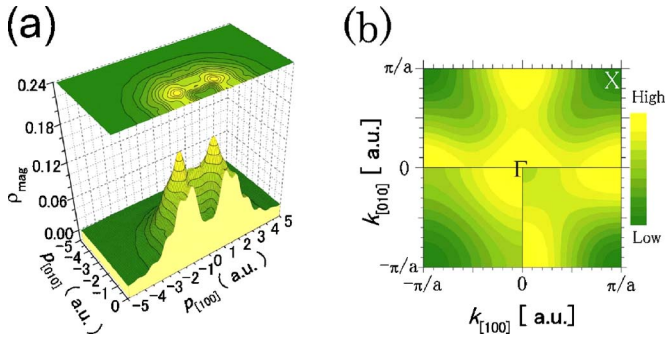 (a)
0.24
0.18
0.12
0.06
0.00
ρmag
-5
-4
-3
-2
-1
0
p[010] (a.u.)
-5 -4 -3 -2 -1 0 1 2 3 4 5
p[100] (a.u.)
(b)
π/a
X
High
0
Γ
k[010] [a.u.]
Low
-π/a
-π/a 0 π/a
k[100] [a.u.]